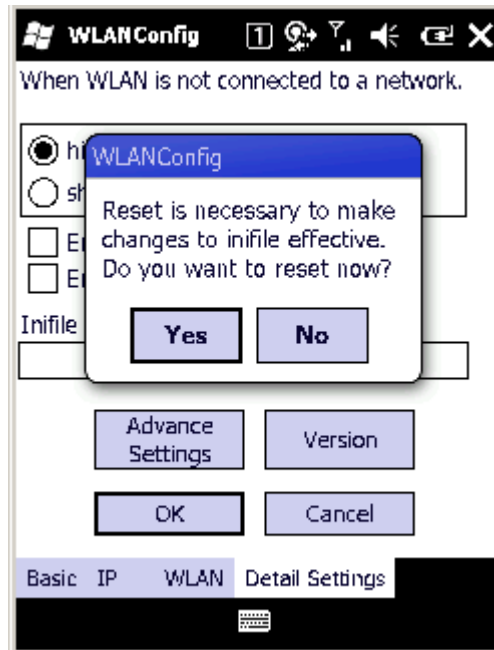 WLANConfig 1
When WLAN is not connected to a network.
WLANConfig
Reset is necessary to make
changes to inifile effective.
Do you want to reset now?
Yes No
Inifile
Advance
Settings
Version
OK Cancel
Basic IP WLAN Detail Settings